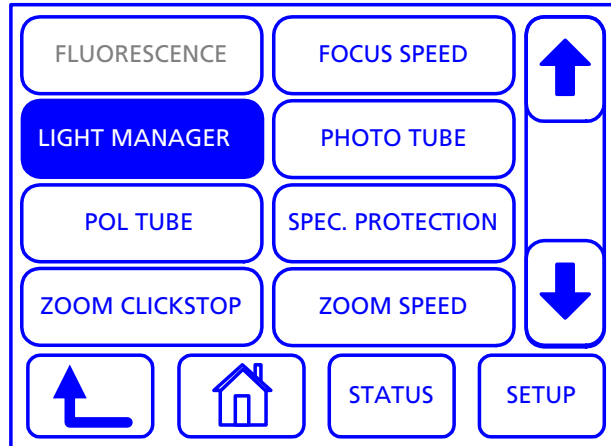 FLUORESCENCE
FOCUS SPEED
LIGHT MANAGER
PHOTO TUBE
POL TUBE
SPEC. PROTECTION
ZOOM CLICKSTOP
ZOOM SPEED
STATUS
SETUP